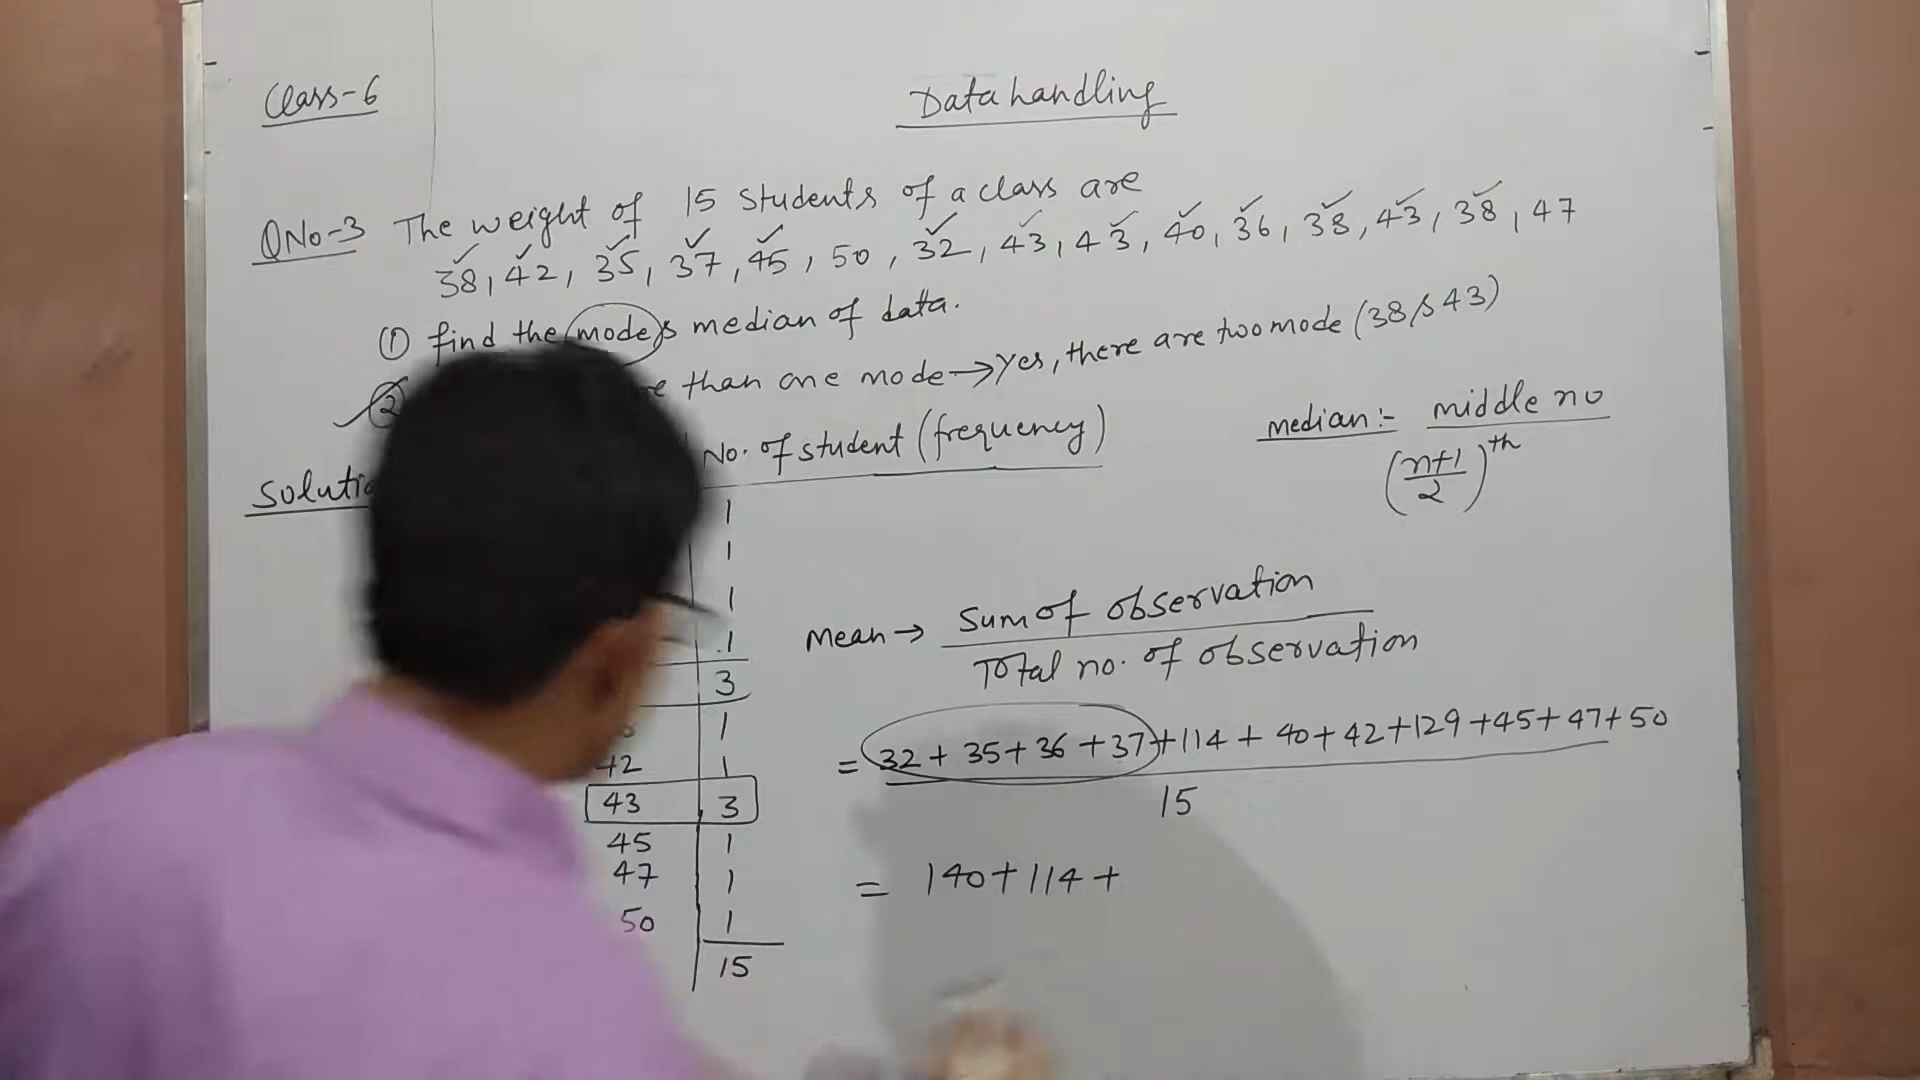 Class-6
Data handling
QNo-3 The weight of 15 students of a class are
38, 42, 35, 37, 45, 50, 32, 43, 43, 40, 36, 38, 43, 38, 47
① find the mode & median of data.
② than one mode → Yes, there are two mode (38 & 43)
No. of student (frequency)
median :- middle no
(n+1/2)th
1
1
1
1
3
1
42 1
43 3
45 1
47 1
50 1
15
Mean → Sum of observation
Total no. of observation
= 32 + 35 + 36 + 37 + 114 + 40 + 42 + 129 + 45 + 47 + 50
15
= 140 + 114 +